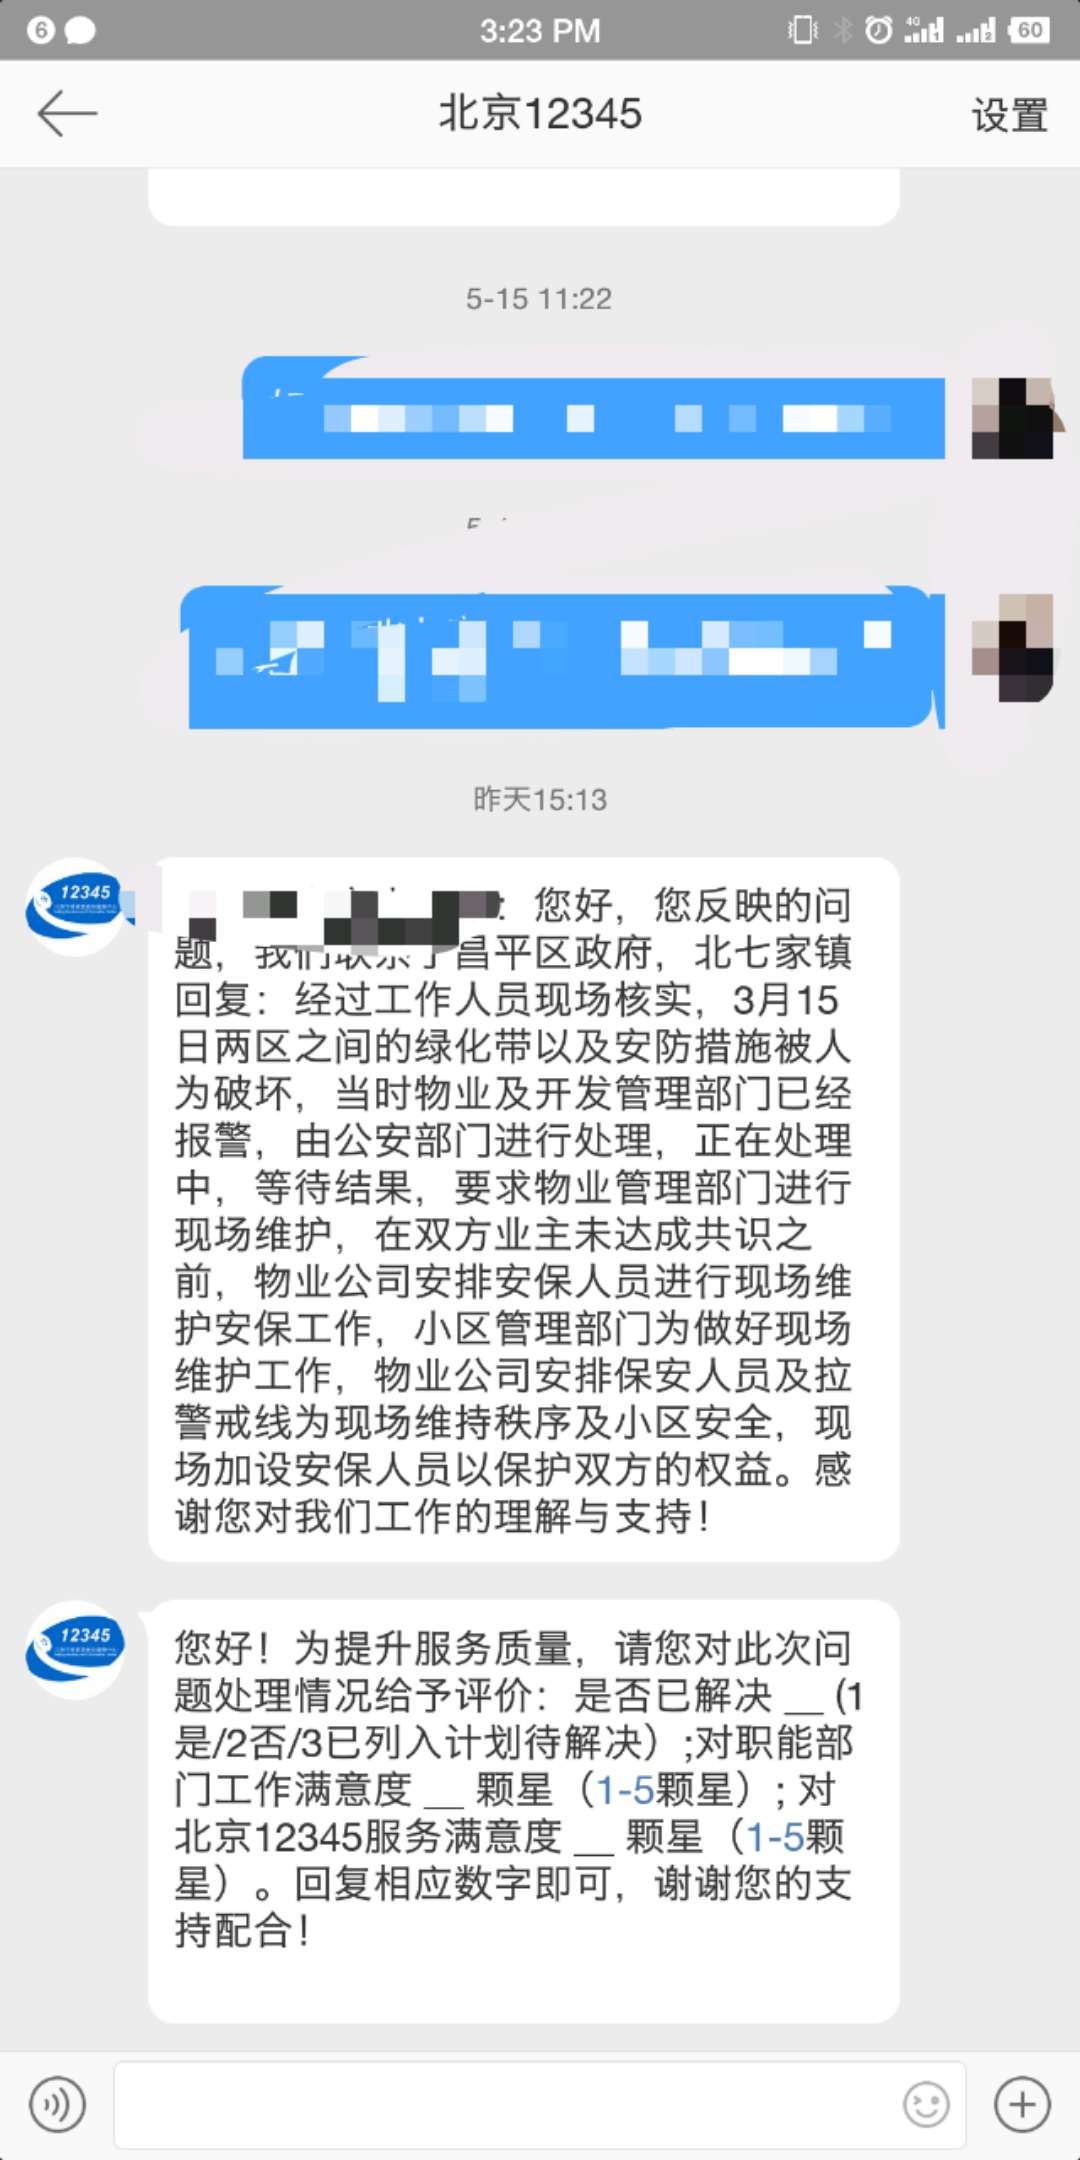 6
3:23 PM
4G
1
2
60
北京12345
设置
5-15 11:22
昨天15:13
12345
：您好，您反映的问
题，我们联系了昌平区政府，北七家镇
回复：经过工作人员现场核实，3月15
日两区之间的绿化带以及安防措施被人
为破坏，当时物业及开发管理部门已经
报警，由公安部门进行处理，正在处理
中，等待结果，要求物业管理部门进行
现场维护，在双方业主未达成共识之
前，物业公司安排安保人员进行现场维
护安保工作，小区管理部门为做好现场
维护工作，物业公司安排保安人员及拉
警戒线为现场维持秩序及小区安全，现
场加设安保人员以保护双方的权益。感
谢您对我们工作的理解与支持！
12345
您好！为提升服务质量，请您对此次问
题处理情况给予评价：是否已解决 __ (1
是/2否/3已列入计划待解决）;对职能部
门工作满意度 __ 颗星（1-5颗星）; 对
北京12345服务满意度 __ 颗星（1-5颗
星）。回复相应数字即可，谢谢您的支
持配合！